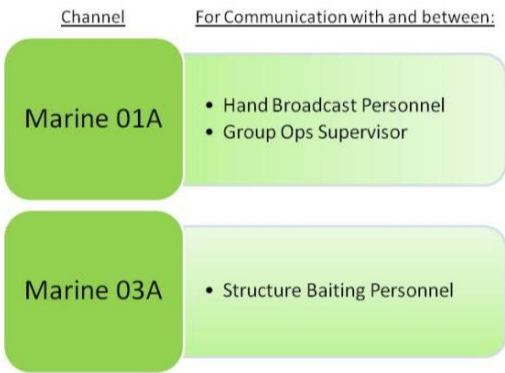 Channel
For Communication with and between:
Marine 01A
• Hand Broadcast Personnel
• Group Ops Supervisor
Marine 03A
• Structure Baiting Personnel